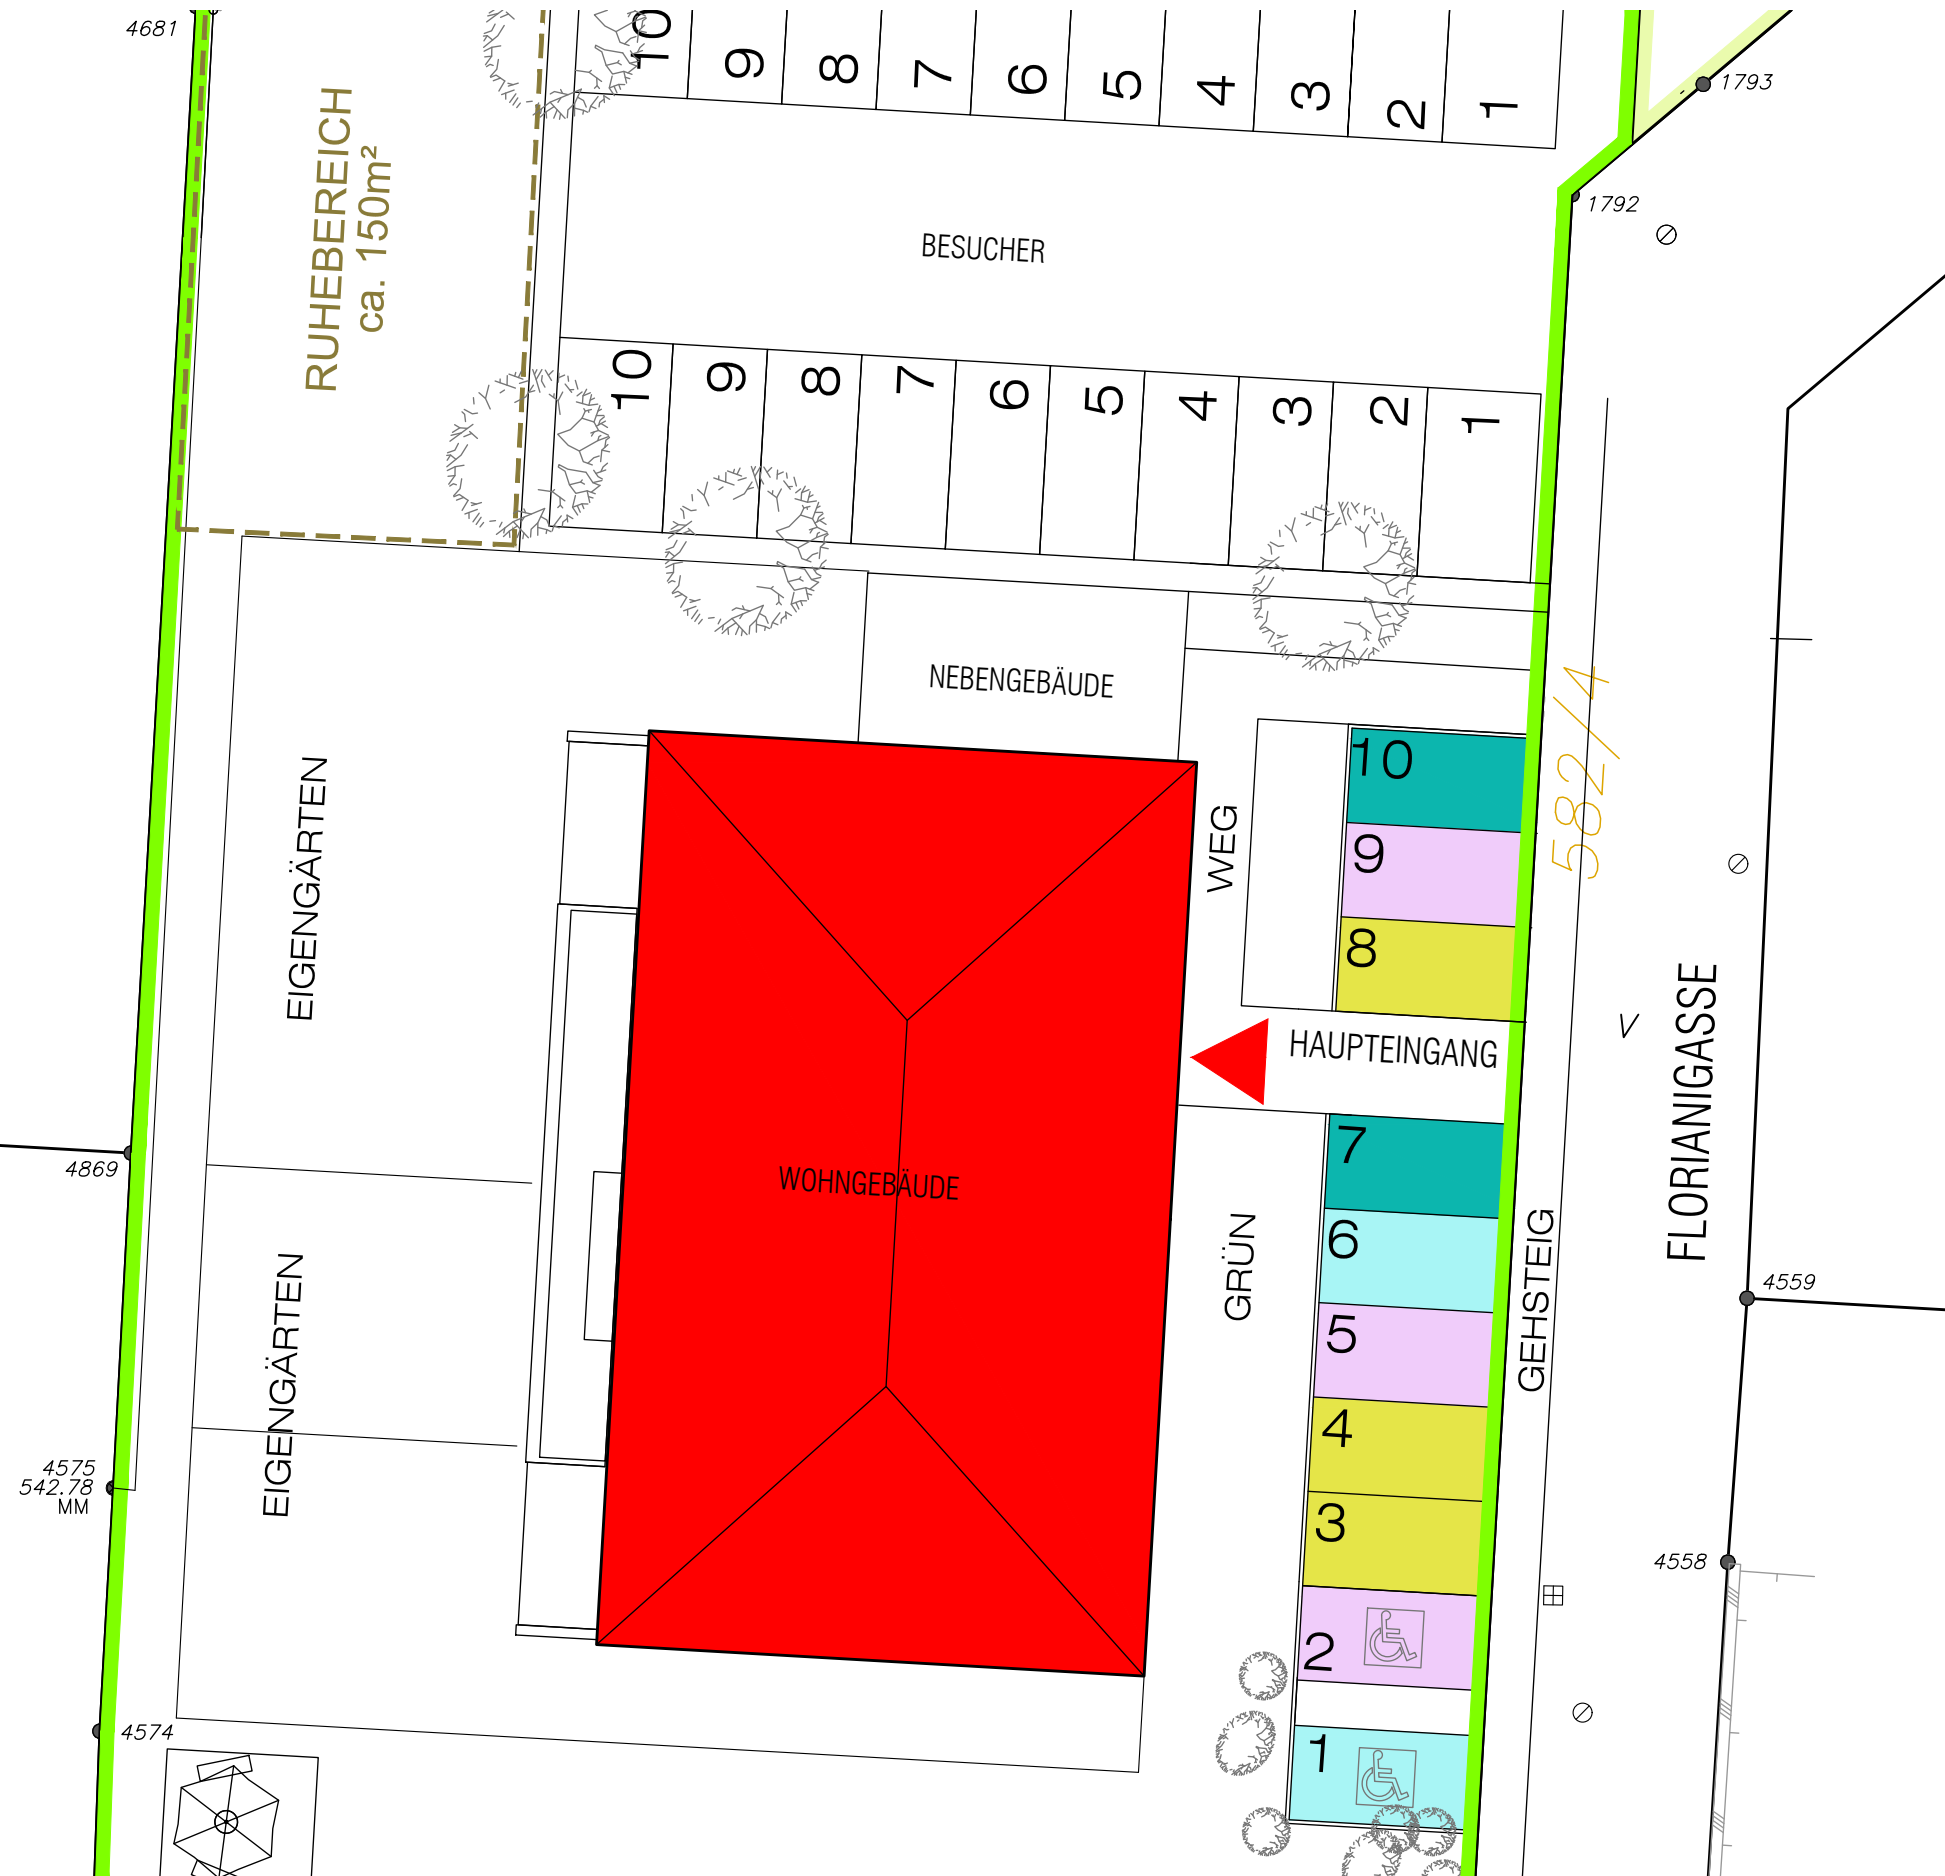 4681
10
9
8
7
6
5
4
3
2
1
1793
1792
RUHEBEREICH
ca. 150m²
BESUCHER
10
9
8
7
6
5
4
3
2
1
NEBENGEBÄUDE
582/4
EIGENGÄRTEN
WEG
10
9
8
HAUPTEINGANG
V
FLORIANIGASSE
4869
WOHNGEBÄUDE
GRÜN
7
6
5
4
3
2
1
GEHSTEIG
4559
EIGENGÄRTEN
4575
542.78
MM
4558
4574